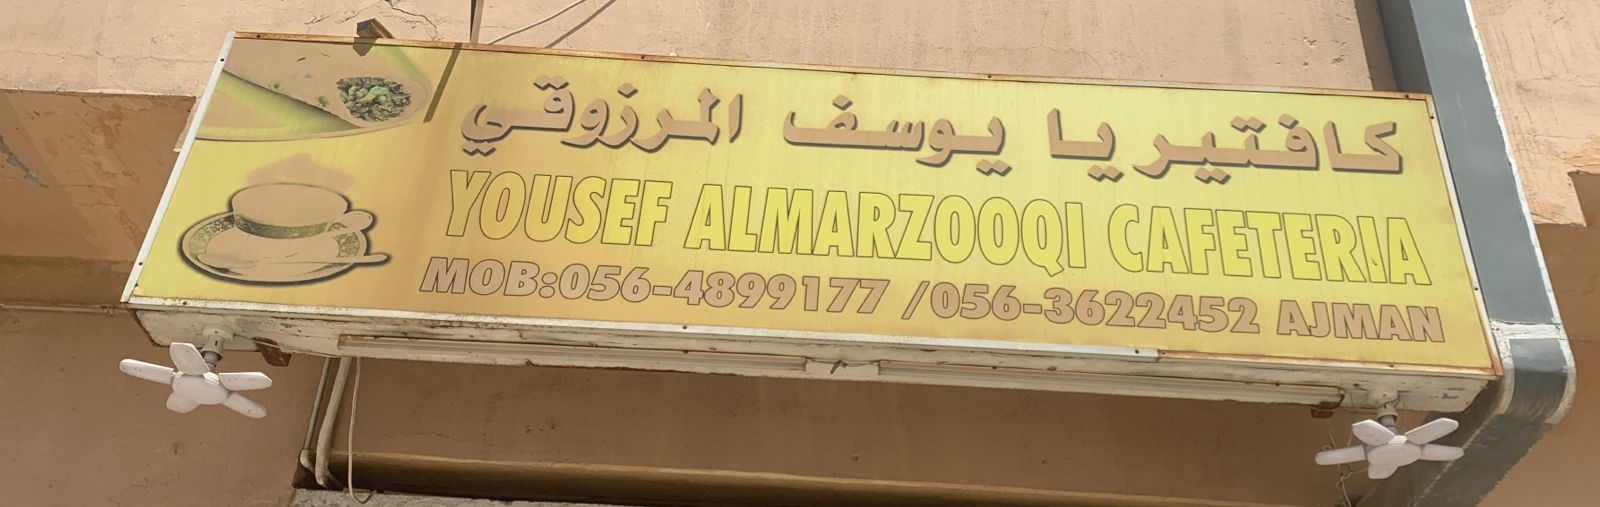 كافتيريا يوسف المرزوقي
YOUSEF ALMARZOOQI CAFETERIA
MOB:056-4899177 /056-3622452 AJMAN